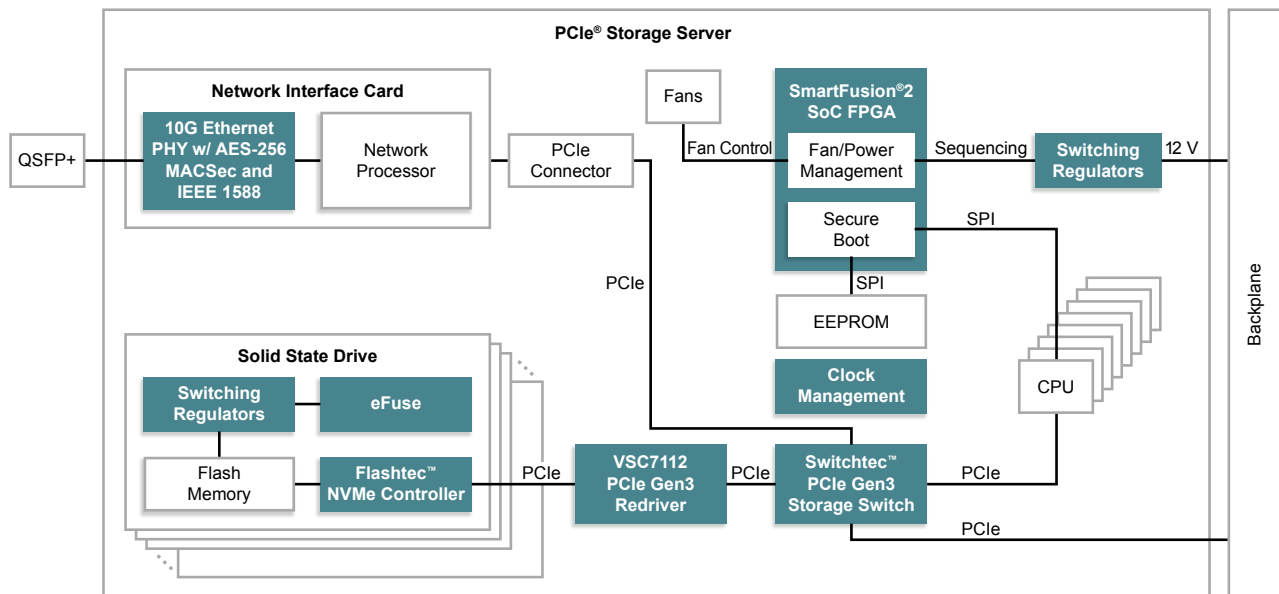 PCIe® Storage Server
Network Interface Card
QSFP+
10G Ethernet
PHY w/ AES-256
MACSec and
IEEE 1588
Network
Processor
PCIe
Connector
Fans
Fan Control
SmartFusion®2
SoC FPGA
Fan/Power
Management
Sequencing
Switching
Regulators
12 V
Secure
Boot
SPI
SPI
EEPROM
PCIe
Clock
Management
CPU
Backplane
Solid State Drive
Switching
Regulators
eFuse
Flash
Memory
Flashtec™
NVMe Controller
PCIe
VSC7112
PCIe Gen3
Redriver
PCIe
Switchtec™
PCIe Gen3
Storage Switch
PCIe
PCIe